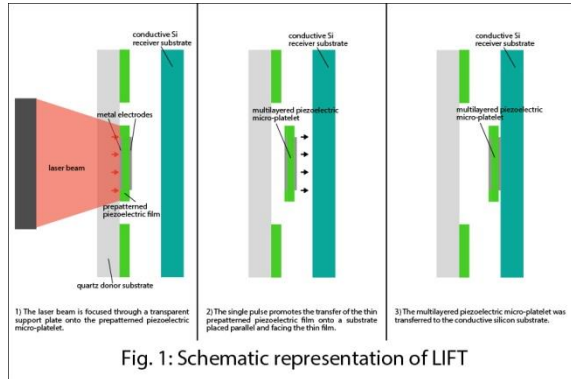 conductive Si
receiver substrate
metal electrodes
laser beam
prepatterned
piezoelectric film
quartz donor substrate
1) The laser beam is focused through a transparent
support plate onto the prepatterned piezoelectric
micro-platelet.
conductive Si
receiver substrate
multilayered piezoelectric
micro-platelet
2) The single pulse promotes the transfer of the thin
prepatterned piezoelectric film onto a substrate
placed parallel and facing the thin film.
conductive Si
receiver substrate
multilayered piezoelectric
micro-platelet
3) The multilayered piezoelectric micro-platelet was
transferred to the conductive silicon substrate.
Fig. 1: Schematic representation of LIFT